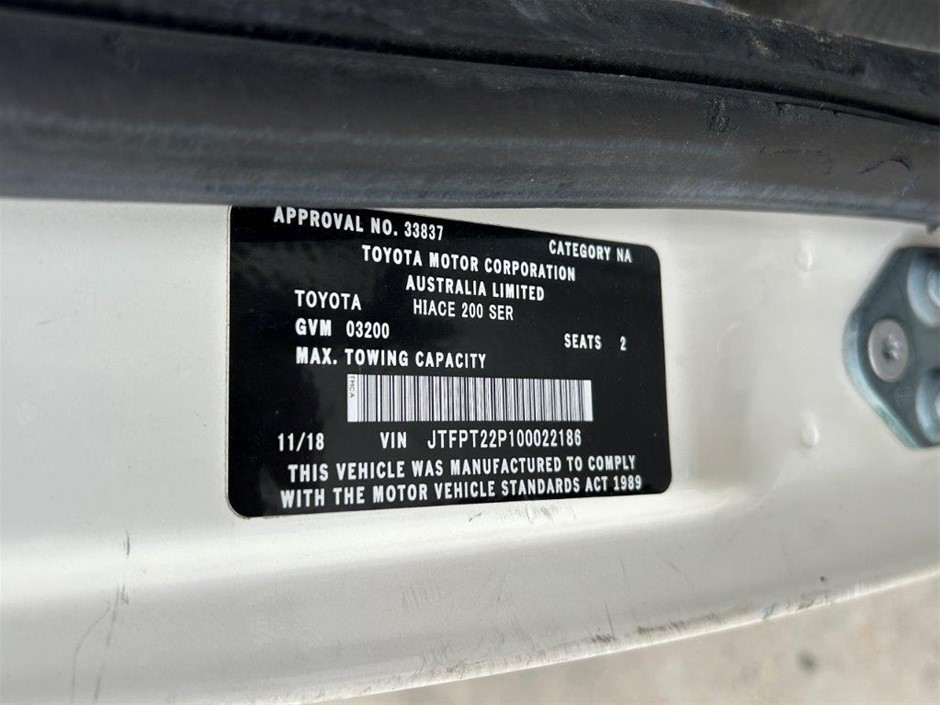 APPROVAL NO. 33837
CATEGORY NA
TOYOTA MOTOR CORPORATION
AUSTRALIA LIMITED
TOYOTA HIACE 200 SER
GVM 03200 SEATS 2
MAX. TOWING CAPACITY
TMCA
11/18 VIN JTFPT22P100022186
THIS VEHICLE WAS MANUFACTURED TO COMPLY
WITH THE MOTOR VEHICLE STANDARDS ACT 1989